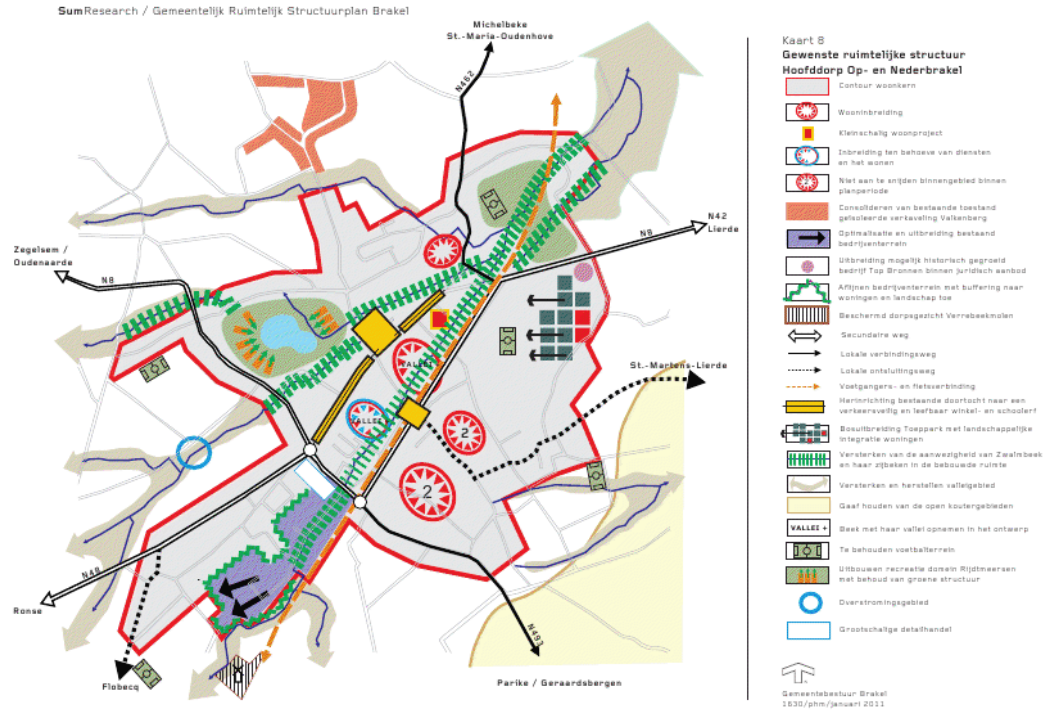 SumResearch / Gemeentelijk Ruimtelijk Structuurplan Brakel
Michelbeke
St.-Maria-Oudenhove
N462
N42
Lierde
N8
Zegelsem /
Oudenaarde
N8
St.-Martens-Lierde
VALLEI
VALLEI +
2
2
N48
Ronse
Flobecq
N493
Parike / Geraardsbergen
Kaart 8
Gewenste ruimtelijke structuur
Hoofddorp Op- en Nederbrakel
Contour woonkern
Wooninbreiding
Kleinschalig woonproject
Inbreiding ten behoeve van diensten
en het wonen
2
Niet aan te snijden binnengebied binnen
planperiode
Consolideren van bestaande toestand
geïsoleerde verkaveling Valkenberg
Optimalisatie en uitbreiding bestaand
bedrijventerrein
Uitbreiding mogelijk historisch gegroeid
bedrijf Top Bronnen binnen juridisch aanbod
Aflijnen bedrijventerrein met buffering naar
woningen en landschap toe
Beschermd dorpsgezicht Verrebeekmolen
Secundaire weg
Lokale verbindingsweg
Lokale ontsluitingsweg
Voetgangers- en fietsverbinding
Herinrichting bestaande doortocht naar een
verkeersveilig en leefbaar winkel- en schoolerf
Bosuitbreiding Toeppark met landschappelijke
integratie woningen
Versterken van de aanwezigheid van Zwalmbeek
en haar zijbeken in de bebouwde ruimte
Versterken en herstellen valleigebied
Gaaf houden van de open koutergebieden
VALLEI +
Beek met haar vallei opnemen in het ontwerp
Te behouden voetbalterrein
Uitbouwen recreatie domein Rijdtmeersen
met behoud van groene structuur
Overstromingsgebied
Grootschalige detailhandel
Gemeentebestuur Brakel
1630/phm/januari 2011